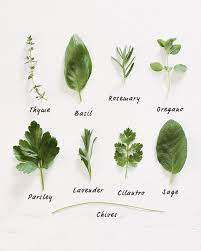 Thyme Basil Rosemary Oregano
Parsley Lavender Cilantro Sage
Chives